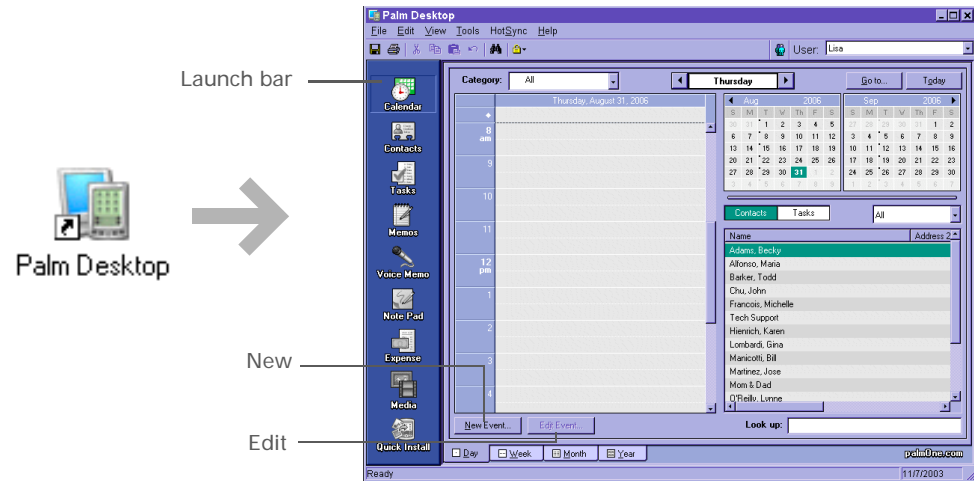 Palm Desktop
Launch bar
New
Edit
Palm Desktop
File Edit View Tools HotSync Help
User: Lisa
Calendar
Contacts
Tasks
Memos
Voice Memo
Note Pad
Expense
Media
Quick Install
Category: All
Thursday
Go to... Today
Thursday, August 31, 2006
8 am
9
10
11
12 pm
1
2
3
4
Aug 2006
S M T W Th F S
30 31 1 2 3 4 5
6 7 8 9 10 11 12
13 14 15 16 17 18 19
20 21 22 23 24 25 26
27 28 29 30 31 1 2
3 4 5 6 7 8 9
Sep 2006
S M T W Th F S
27 28 29 30 31 1 2
3 4 5 6 7 8 9
10 11 12 13 14 15 16
17 18 19 20 21 22 23
24 25 26 27 28 29 30
1 2 3 4 5 6 7
Contacts Tasks All
Name Address 2
Adams, Becky
Alfonso, Maria
Barker, Todd
Chu, John
Francois, Michelle
Tech Support
Hienrich, Karen
Lombardi, Gina
Manicotti, Bill
Martinez, Jose
Mom & Dad
O'Reilly, Lynne
New Event... Edit Event... Look up:
Day Week Month Year
palmOne.com
Ready 11/7/2003